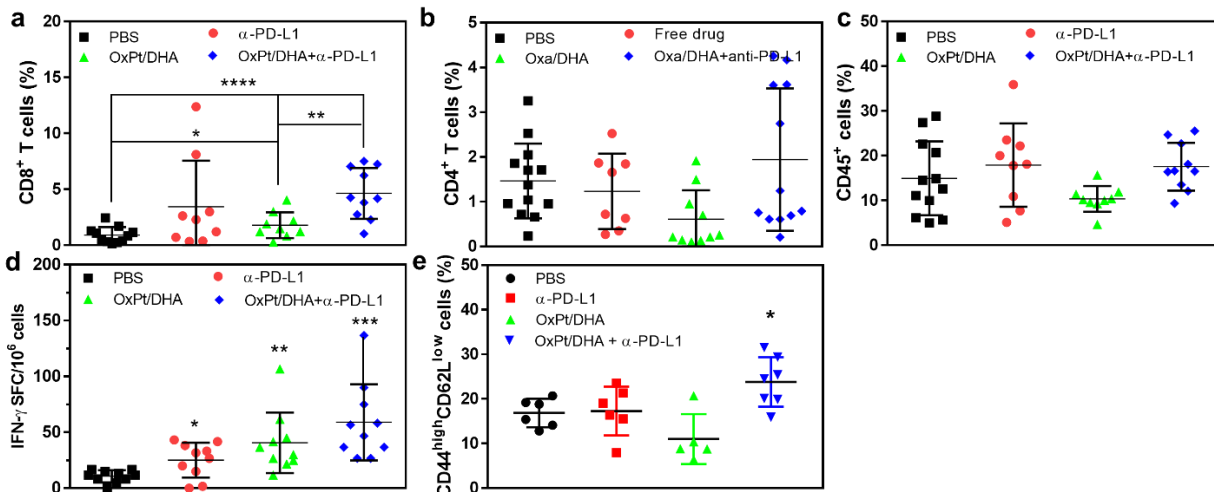 a
CD8+ T cells (%)
20
15
10
5
0
PBS
α-PD-L1
OxPt/DHA
OxPt/DHA+α-PD-L1
****
*
**
b
CD4+ T cells (%)
5
4
3
2
1
0
PBS
Free drug
Oxa/DHA
Oxa/DHA+anti-PD-L1
c
CD45+ cells (%)
50
40
30
20
10
0
PBS
α-PD-L1
OxPt/DHA
OxPt/DHA+α-PD-L1
d
IFN-γ SFC/10^6 cells
200
150
100
50
0
PBS
α-PD-L1
OxPt/DHA
OxPt/DHA+α-PD-L1
*
**
***
e
CD44highCD62Llow cells (%)
50
40
30
20
10
0
PBS
α-PD-L1
OxPt/DHA
OxPt/DHA + α-PD-L1
*